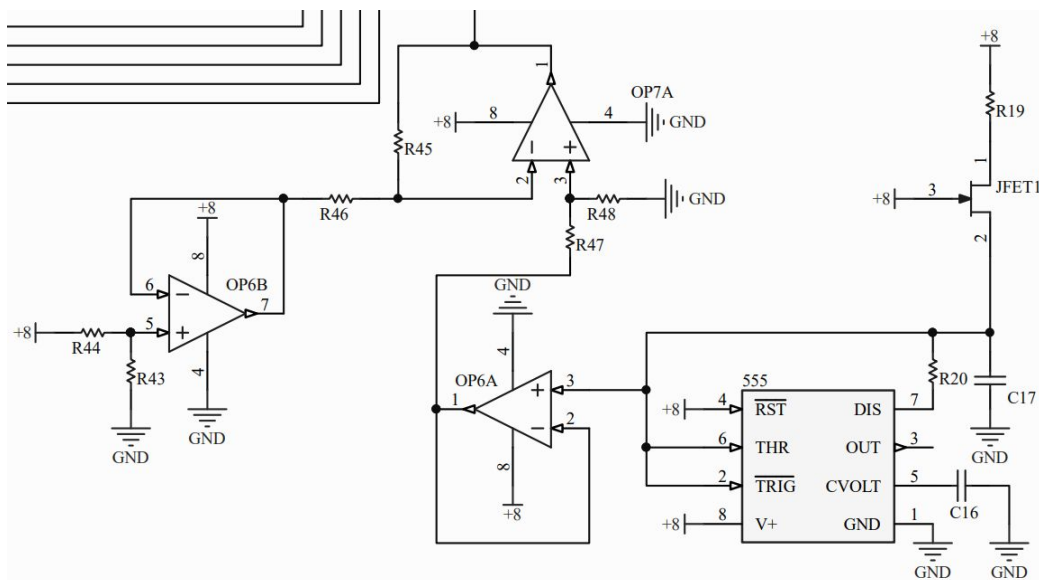 +8
1
OP7A
R19
+8
8
4
GND
R45
1
2
3
+8
3
JFET1
R46
R48
GND
+8
R47
2
8
OP6B
GND
6
7
5
+8
R44
4
OP6A
4
3
555
R20
R43
1
C17
+8
4
RST
DIS
7
2
GND
GND
6
THR
OUT
3
GND
8
2
TRIG
CVOLT
5
C16
+8
+8
8
V+
GND
1
GND
GND